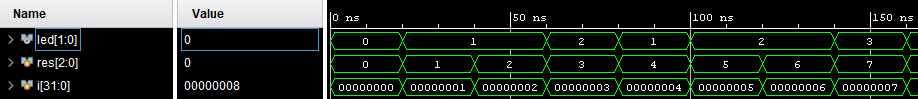 Name Value 0 ns 50 ns 100 ns 150 ns
led[1:0] 0 0 1 2 1 2 3
res[2:0] 0 0 1 2 3 4 5 6 7
i[31:0] 00000008 00000000 00000001 00000002 00000003 00000004 00000005 00000006 00000007